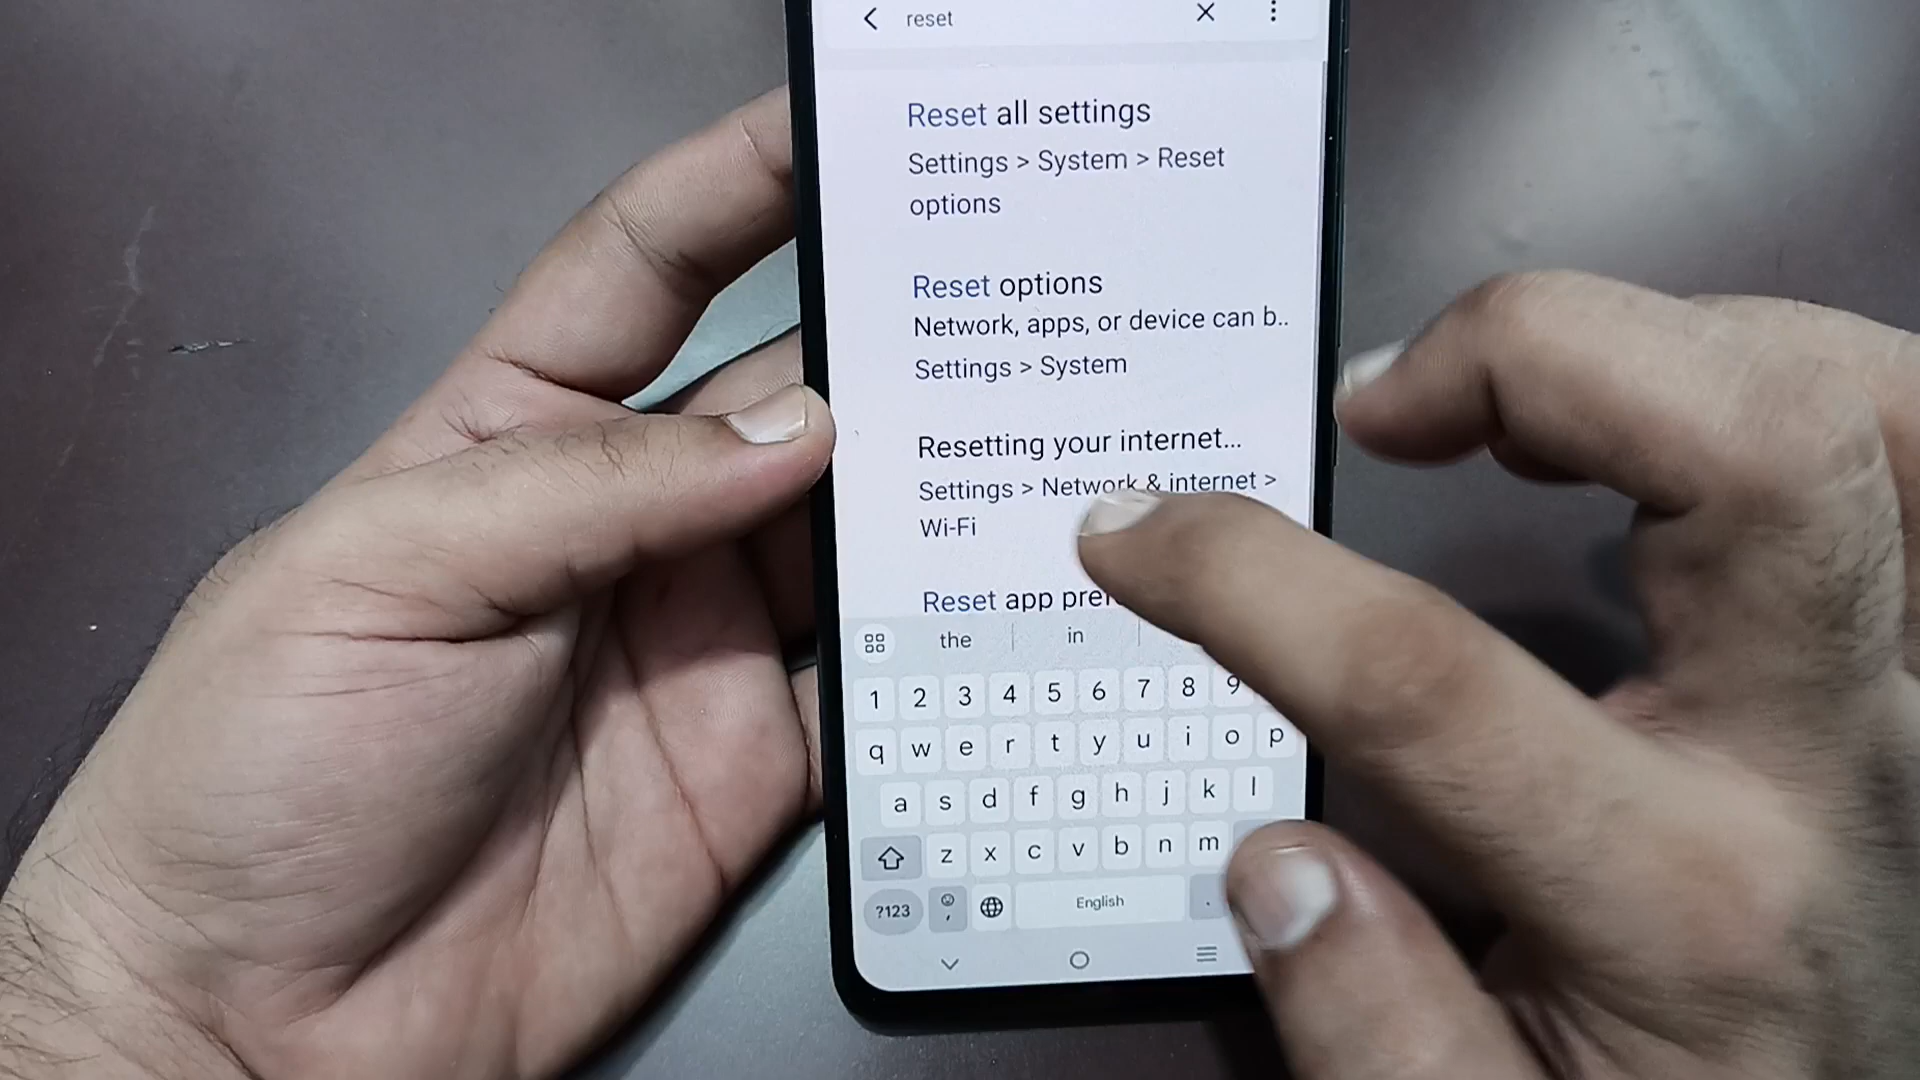 reset
Reset all settings
Settings > System > Reset
options
Reset options
Network, apps, or device can b..
Settings > System
Resetting your internet...
Settings > Network & internet >
Wi-Fi
Reset app
the in
1 2 3 4 5 6 7 8 9
q w e r t y u i o p
a s d f g h j k l
z x c v b n m
?123 , English .